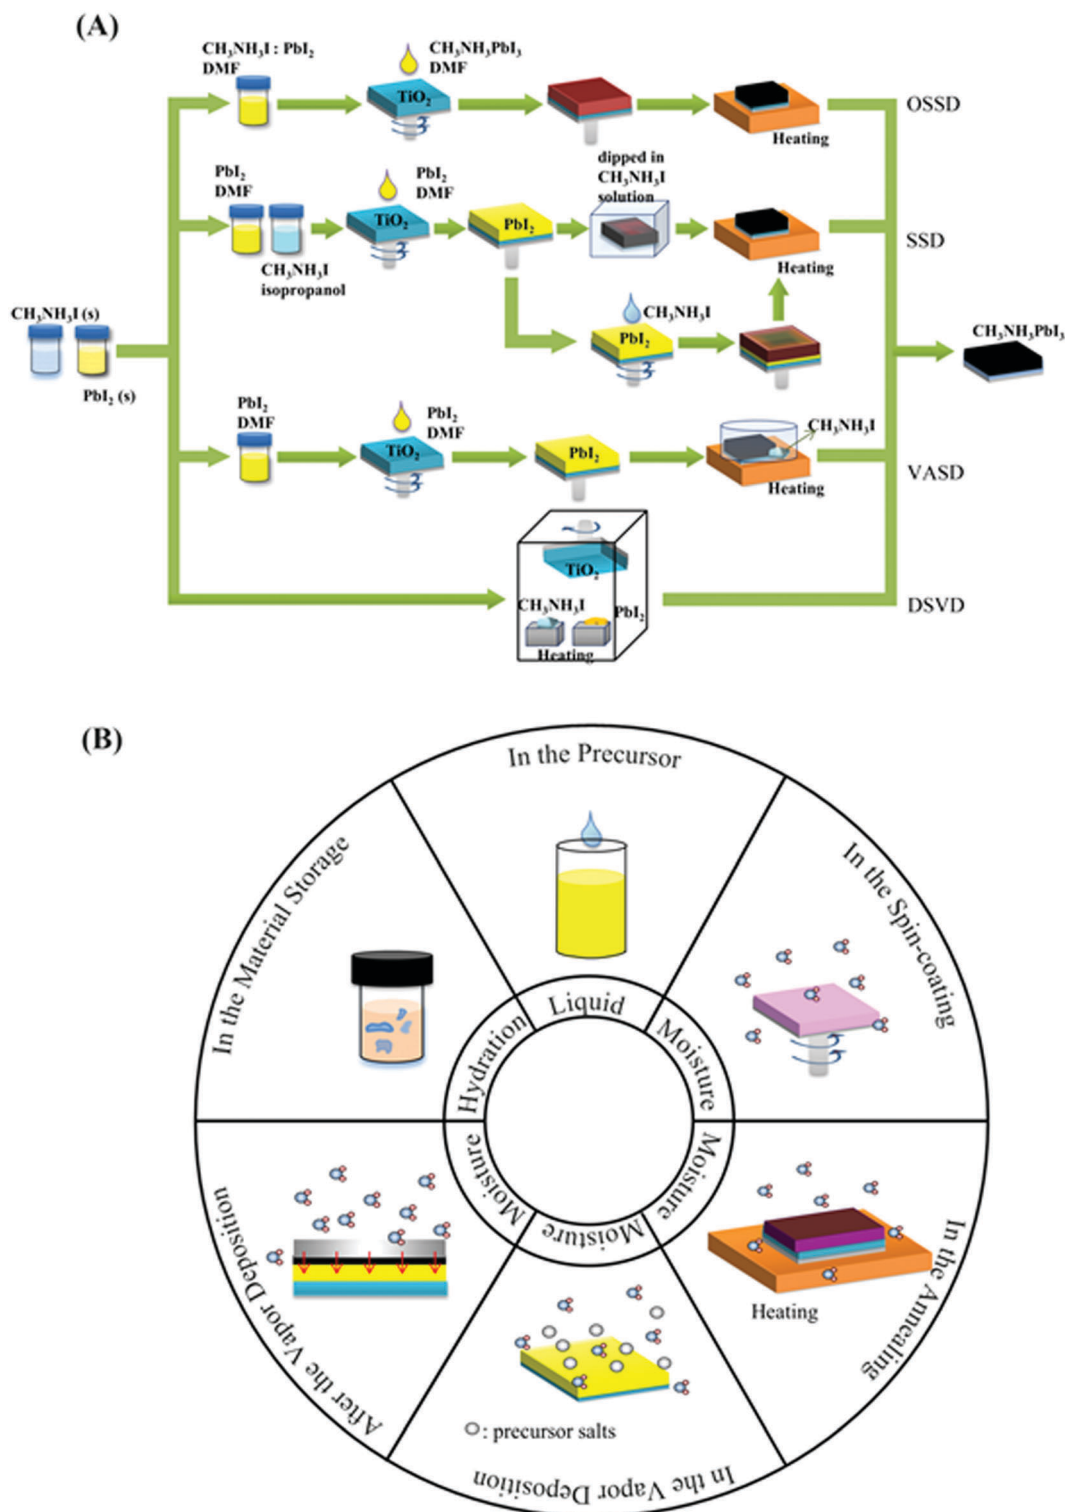 (A)
CH₃NH₃I : PbI₂
DMF
CH₃NH₃PbI₃
DMF
TiO₂
Heating
OSSD
PbI₂
DMF
CH₃NH₃I
isopropanol
PbI₂
DMF
TiO₂
PbI₂
dipped in
CH₃NH₃I
solution
Heating
SSD
CH₃NH₃I
PbI₂
CH₃NH₃I (s)
PbI₂ (s)
CH₃NH₃PbI₃
PbI₂
DMF
PbI₂
DMF
TiO₂
PbI₂
CH₃NH₃I
Heating
VASD
TiO₂
CH₃NH₃I
PbI₂
Heating
DSVD
(B)
In the Precursor
In the Spin-coating
In the Annealing
In the Vapor Deposition
After the Vapor Deposition
In the Material Storage
Liquid
Moisture
Moisture
Moisture
Moisture
Hydration
Heating
: precursor salts